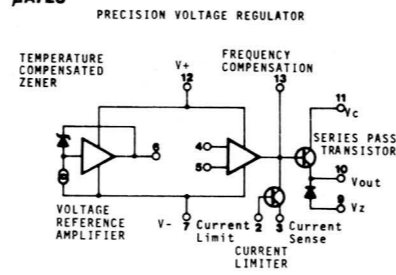 μA723
PRECISION VOLTAGE REGULATOR
TEMPERATURE
COMPENSATED
ZENER
V+
12
FREQUENCY
COMPENSATION
13
11
Vc
SERIES PASS
TRANSISTOR
6
4
5
10
Vout
9
Vz
VOLTAGE
REFERENCE
AMPLIFIER
V-
7
Current
Limit
2
3
Current
Sense
CURRENT
LIMITER